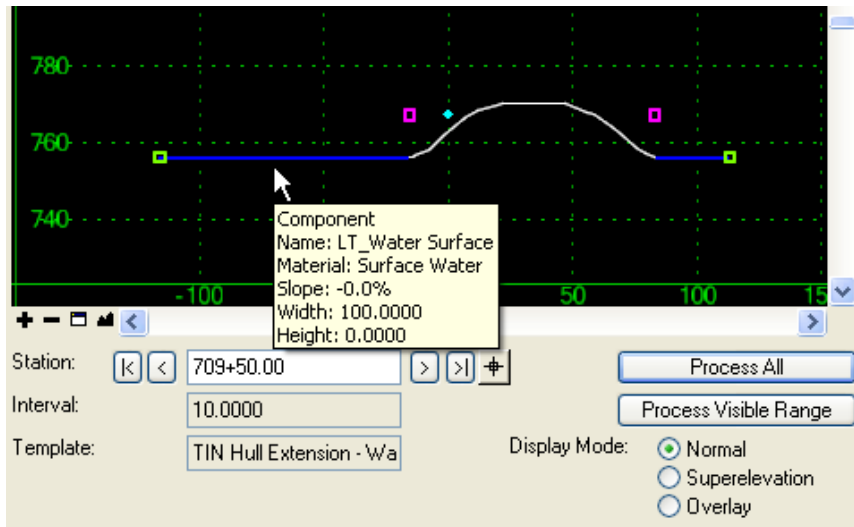 780
760
740
Component
Name: LT_Water Surface
Material: Surface Water
Slope: -0.0%
Width: 100.0000
Height: 0.0000
-100 50 100 15
Station: 709+50.00 Process All
Interval: 10.0000 Process Visible Range
Template: TIN Hull Extension - Wa Display Mode: Normal
Superelevation
Overlay